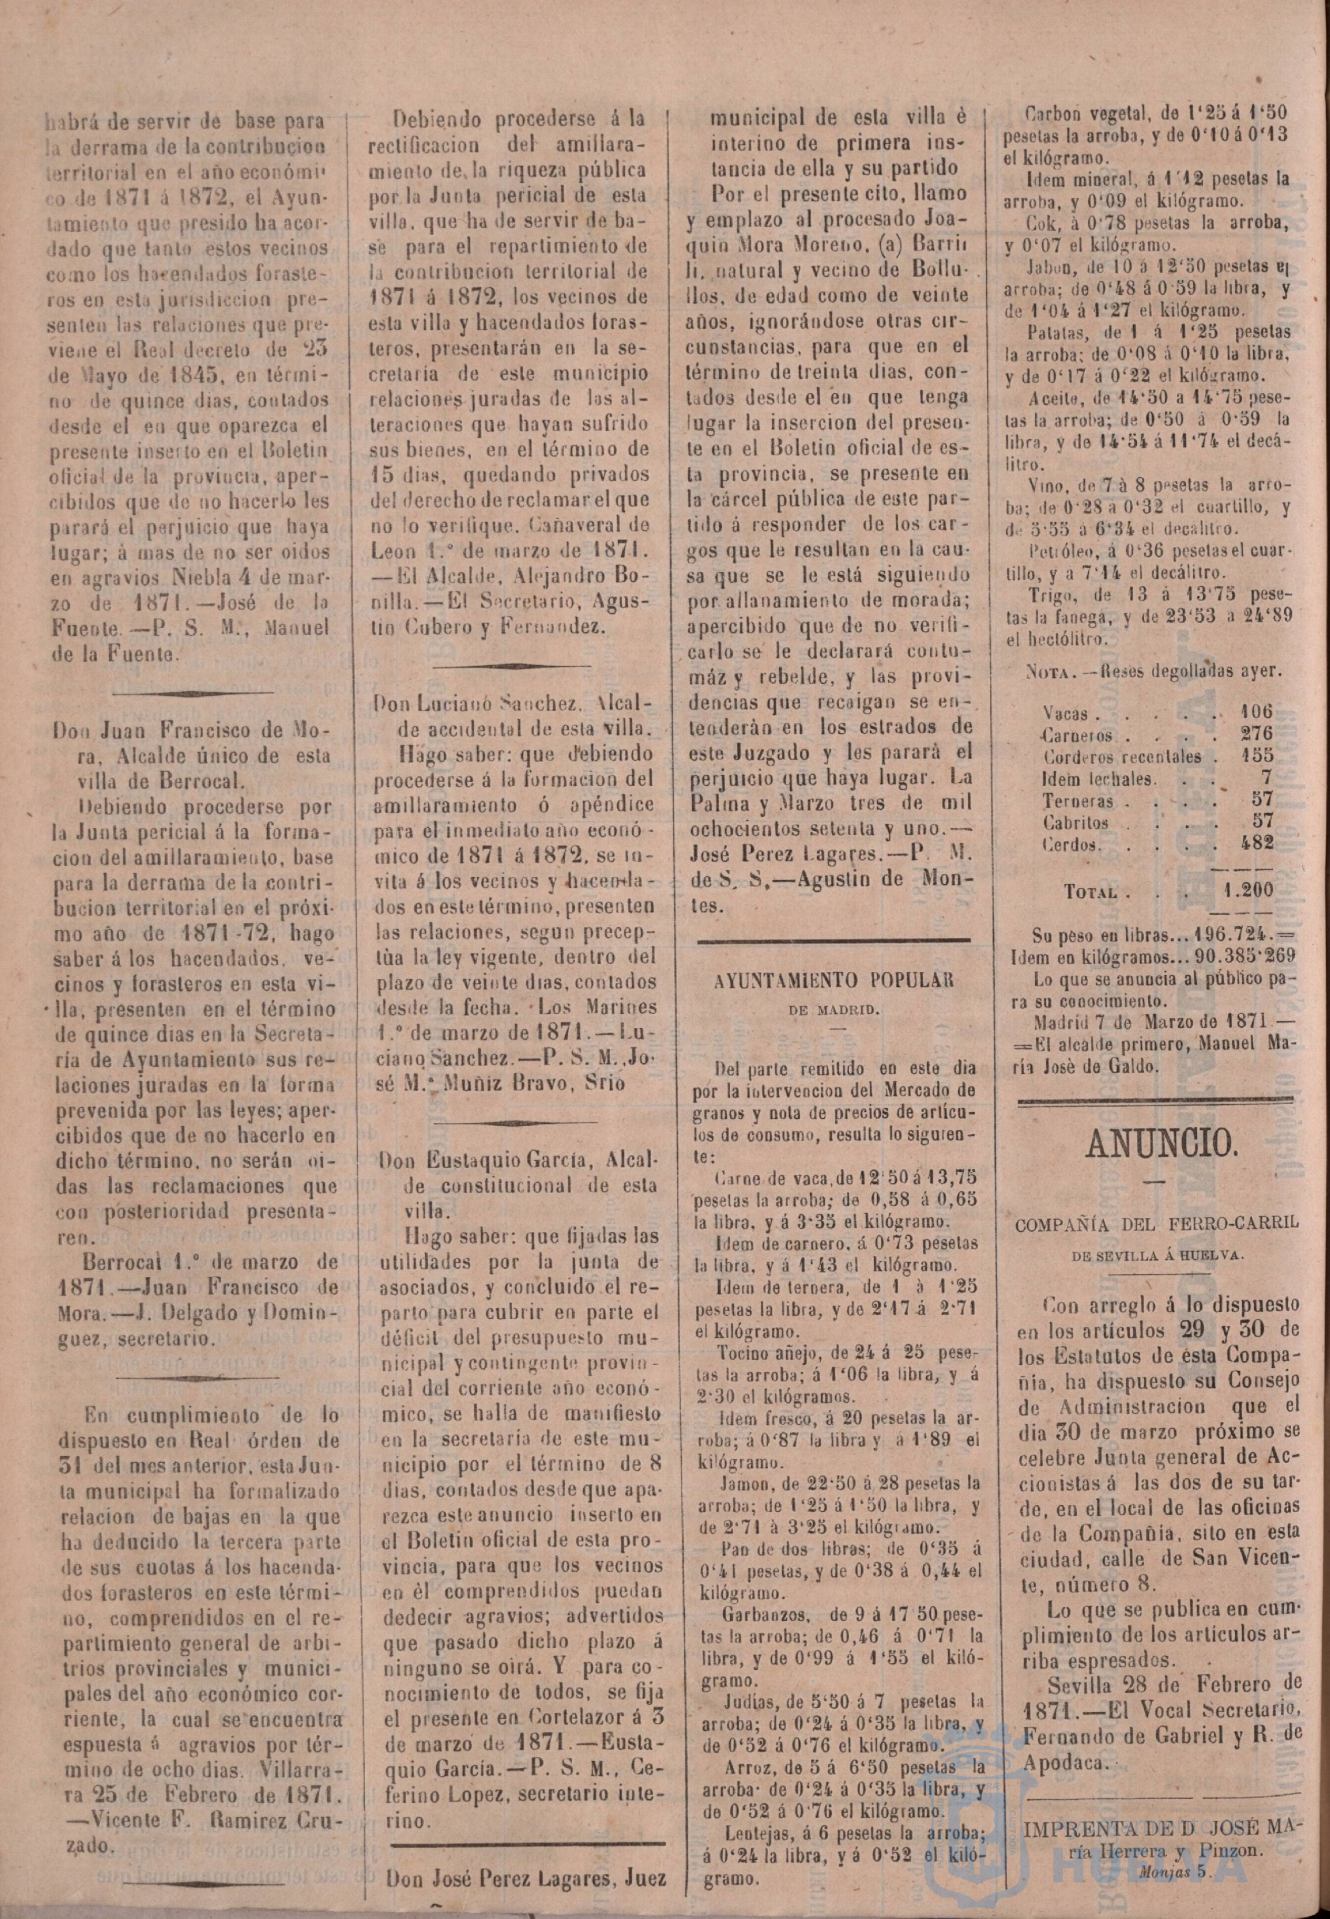 habrá de servir de base para
la derrama de la contribucion
territorial en el año económi-
co de 1871 á 1872, el Ayun-
tamiento que presido ha acor-
dado que tanto estos vecinos
como los hacendados foraste-
ros en esta jurisdiccion pre-
senten las relaciones que pre-
viene el Real decreto de 23
de Mayo de 1845, en térmi-
no de quince dias, contados
desde el en que oparezca el
presente inserto en el Boletin
oficial de la provincia, aper-
cibidos que de no hacerlo les
parará el perjuicio que haya
lugar; á mas de no ser oidos
en agravios Niebla 4 de mar-
zo de 1871.—José de la
Fuente.—P. S. M., Manuel
de la Fuente.
Don Juan Francisco de Mo-
ra, Alcalde único de esta
villa de Berrocal.
Debiendo procederse por
la Junta pericial á la forma-
cion del amillaramiento, base
para la derrama de la contri-
bucion territorial en el próxi-
mo año de 1871-72, hago
saber á los hacendados, ve-
cinos y forasteros en esta vi-
lla, presenten en el término
de quince dias en la Secreta-
ría de Ayuntamiento sus re-
laciones juradas en la forma
prevenida por las leyes; aper-
cibidos que de no hacerlo en
dicho término, no serán oi-
das las reclamaciones que
con posterioridad presenta-
ren.
Berrocal 1.º de marzo de
1871.—Juan Francisco de
Mora.—J. Delgado y Domin-
guez, secretario.
En cumplimiento de lo
dispuesto en Real órden de
31 del mes anterior, esta Jun-
ta municipal ha formalizado
relacion de bajas en la que
ha deducido la tercera parte
de sus cuotas á los hacenda-
dos forasteros en este térmi-
no, comprendidos en el re-
partimiento general de arbi-
trios provinciales y munici-
pales del año económico cor-
riente, la cual se encuentra
espuesta á agravios por tér-
mino de ocho dias. Villarra-
ra 25 de Febrero de 1871.
—Vicente F. Ramirez Cru-
zado.
Debiendo procederse á la
rectificacion del amillara-
miento de la riqueza pública
por la Junta pericial de esta
villa, que ha de servir de ba-
se para el repartimiento de
la contribucion territorial de
1871 á 1872, los vecinos de
esta villa y hacendados foras-
teros, presentarán en la se-
cretaria de este municipio
relaciones juradas de las al-
teraciones que hayan sufrido
sus bienes, en el término de
15 dias, quedando privados
del derecho de reclamar el que
no lo verifique. Cañaveral de
Leon 1.º de marzo de 1871.
—El Alcalde, Alejandro Bo-
nilla.—El Secretario, Agus-
tin Cubero y Fernandez.
Don Luciano Sanchez, Alcal-
de accidental de esta villa.
Hago saber: que debiendo
procederse á la formacion del
amillaramiento ó apéndice
para el inmediato año econó-
mico de 1871 á 1872, se in-
vita á los vecinos y hacenda-
dos en este término, presenten
las relaciones, segun precep-
túa la ley vigente, dentro del
plazo de veinte dias, contados
desde la fecha. Los Marines
1.º de marzo de 1871.—Lu-
ciano Sanchez.—P. S. M., Jo-
sé M.ª Muñiz Bravo, Srio
Don Eustaquio García, Alcal-
de constitucional de esta
villa.
Hago saber: que fijadas las
utilidades por la junta de
asociados, y concluido el re-
parto para cubrir en parte el
déficit del presupuesto mu-
nicipal y contingente provin-
cial del corriente año econó-
mico, se halla de manifiesto
en la secretaría de este mu-
nicipio por el término de 8
dias, contados desde que apa-
rezca este anuncio inserto en
el Boletin oficial de esta pro-
vincia, para que los vecinos
en él comprendidos puedan
dedecir agravios; advertidos
que pasado dicho plazo á
ninguno se oirá. Y para co-
nocimiento de todos, se fija
el presente en Cortelazor á 3
de marzo de 1871.—Eusta-
quio García.—P. S. M., Ce-
ferino Lopez, secretario inte-
rino.
Don José Perez Lagares, Juez
municipal de esta villa è
interino de primera ins-
tancia de ella y su partido
Por el presente cito, llamo
y emplazo al procesado Joa-
quin Mora Moreno, (a) Barri
li, natural y vecino de Bollu-
llos, de edad como de veinte
años, ignorándose otras cir-
cunstancias, para que en el
término de treinta dias, con-
tados desde el en que tenga
lugar la insercion del presen-
te en el Boletin oficial de es-
ta provincia, se presente en
la cárcel pública de este par-
tido á responder de los car-
gos que le resultan en la cau-
sa que se le está siguiendo
por allanamiento de morada;
apercibido que de no verifi-
carlo se le declarará contu-
máz y rebelde, y las provi-
dencias que recaigan se en-
tenderàn en los estrados de
este Juzgado y les parará el
perjuicio que haya lugar. La
Palma y Marzo tres de mil
ochocientos setenta y uno.—
José Perez Lagares.—P. M.
de S. S.—Agustin de Mon-
tes.
AYUNTAMIENTO POPULAR
DE MADRID.
Del parte remitido en este dia
por la intervencion del Mercado de
granos y nota de precios de artícu-
los de consumo, resulta lo siguien-
te:
Carne de vaca, de 12'50 á 13,75
pesetas la arroba; de 0,58 á 0,65
la libra, y á 3'35 el kilógramo.
Idem de carnero, á 0'73 pesetas
la libra, y á 1'43 el kilógramo.
Idem de ternera, de 1 à 1'25
pesetas la libra, y de 2'17 á 2'71
el kilógramo.
Tocino añejo, de 24 á 25 pese-
tas la arroba; á 1'06 la libra, y á
2'30 el kilógramos.
Idem fresco, á 20 pesetas la ar-
roba; á 0'87 la libra y á 1'89 el
kilógramo.
Jamon, de 22'50 á 28 pesetas la
arroba; de 1'25 á 1'50 la libra, y
de 2'71 à 3'25 el kilógramo.
Pan de dos libras; de 0'35 á
0'41 pesetas, y de 0'38 á 0,44 el
kilógramo.
Garbanzos, de 9 á 17 50 pese-
tas la arroba; de 0,46 á 0'71 la
libra, y de 0'99 á 1'55 el kiló-
gramo.
Judias, de 5'50 á 7 pesetas la
arroba; de 0'24 á 0'35 la libra, y
de 0'52 á 0'76 el kilógramo.
Arroz, de 5 á 6'50 pesetas la
arroba· de 0'24 á 0'35 la libra, y
de 0'52 á 0'76 el kilógramo.
Lentejas, á 6 pesetas la arroba;
á 0'24 la libra, y á 0'52 el kiló-
gramo.
Carbon vegetal, de 1'25 á 1'50
pesetas la arroba, y de 0'10 á 0'13
el kilógramo.
Idem mineral, á 1'12 pesetas la
arroba, y 0'09 el kilógramo.
Cok, á 0'78 pesetas la arroba,
y 0'07 el kilógramo.
Jabon, de 10 á 12'50 pesetas el
arroba; de 0'48 á 0'59 la libra, y
de 1'04 á 1'27 el kilógramo.
Patatas, de 1 á 1'25 pesetas
la arroba; de 0'08 á 0'10 la libra,
y de 0'17 á 0'22 el kilógramo.
Aceite, de 14'50 a 14'75 pese-
tas la arroba; de 0'50 á 0'59 la
libra, y de 14'54 á 11'74 el decá-
litro.
Vino, de 7 à 8 pesetas la arro-
ba; de 0'28 a 0'32 el cuartillo, y
de 5'55 á 6'34 el decálitro.
Petróleo, á 0'36 pesetas el cuar-
tillo, y a 7'14 el decálitro.
Trigo, de 13 á 13'75 pese-
tas la fanega, y de 23'53 a 24'89
el hectólitro.
NOTA.—Reses degolladas ayer.
Vacas . . . . . 106
Carneros . . . . 276
Corderos recentales . 155
Idem lechales. . . 7
Terneras . . . . 57
Cabritos . . . . 57
Cerdos. . . . . 482
TOTAL . . . 1.200
Su peso en libras... 196.724.=
Idem en kilógramos... 90.385'269
Lo que se anuncia al público pa-
ra su conocimiento.
Madrid 7 de Marzo de 1871.—
=El alcalde primero, Manuel Ma-
ría Josè de Galdo.
ANUNCIO.
COMPAÑÍA DEL FERRO-CARRIL
DE SEVILLA Á HUELVA.
Con arreglo á lo dispuesto
en los artículos 29 y 30 de
los Estatutos de esta Compa-
ñia, ha dispuesto su Consejo
de Administracion que el
dia 30 de marzo próximo se
celebre Junta general de Ac-
cionistas á las dos de su tar-
de, en el local de las oficinas
de la Compañia, sito en esta
ciudad, calle de San Vicen-
te, número 8.
Lo que se publica en cum-
plimiento de los artículos ar-
riba espresados.
Sevilla 28 de Febrero de
1871.—El Vocal Secretario,
Fernando de Gabriel y R. de
Apodaca.
IMPRENTA DE D JOSÉ MA-
ría Herrera y Pinzon.
Monjas 5.
HUELVA